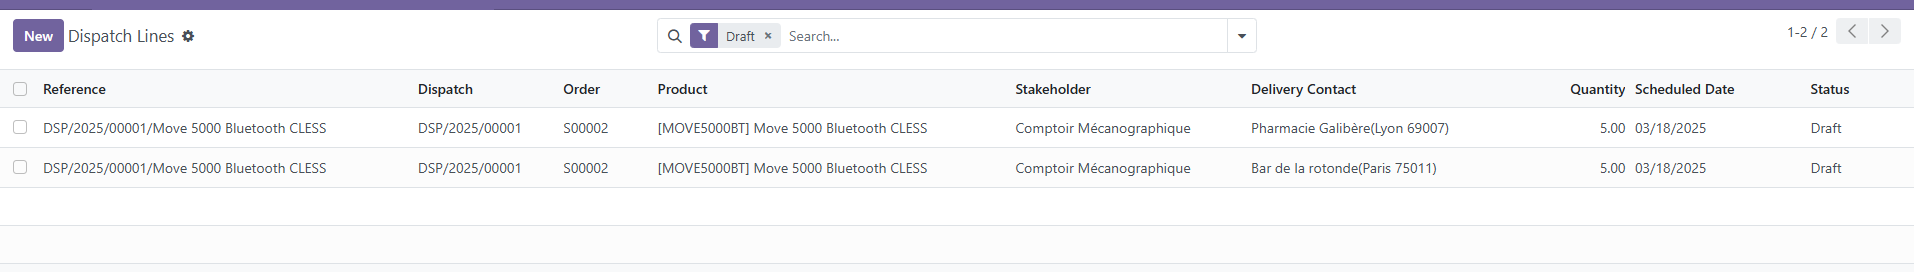 New Dispatch Lines Draft × Search... 1-2 / 2
Reference Dispatch Order Product Stakeholder Delivery Contact Quantity Scheduled Date Status
DSP/2025/00001/Move 5000 Bluetooth CLESS DSP/2025/00001 S00002 [MOVE5000BT] Move 5000 Bluetooth CLESS Comptoir Mécanographique Pharmacie Galibère(Lyon 69007) 5.00 03/18/2025 Draft
DSP/2025/00001/Move 5000 Bluetooth CLESS DSP/2025/00001 S00002 [MOVE5000BT] Move 5000 Bluetooth CLESS Comptoir Mécanographique Bar de la rotonde(Paris 75011) 5.00 03/18/2025 Draft